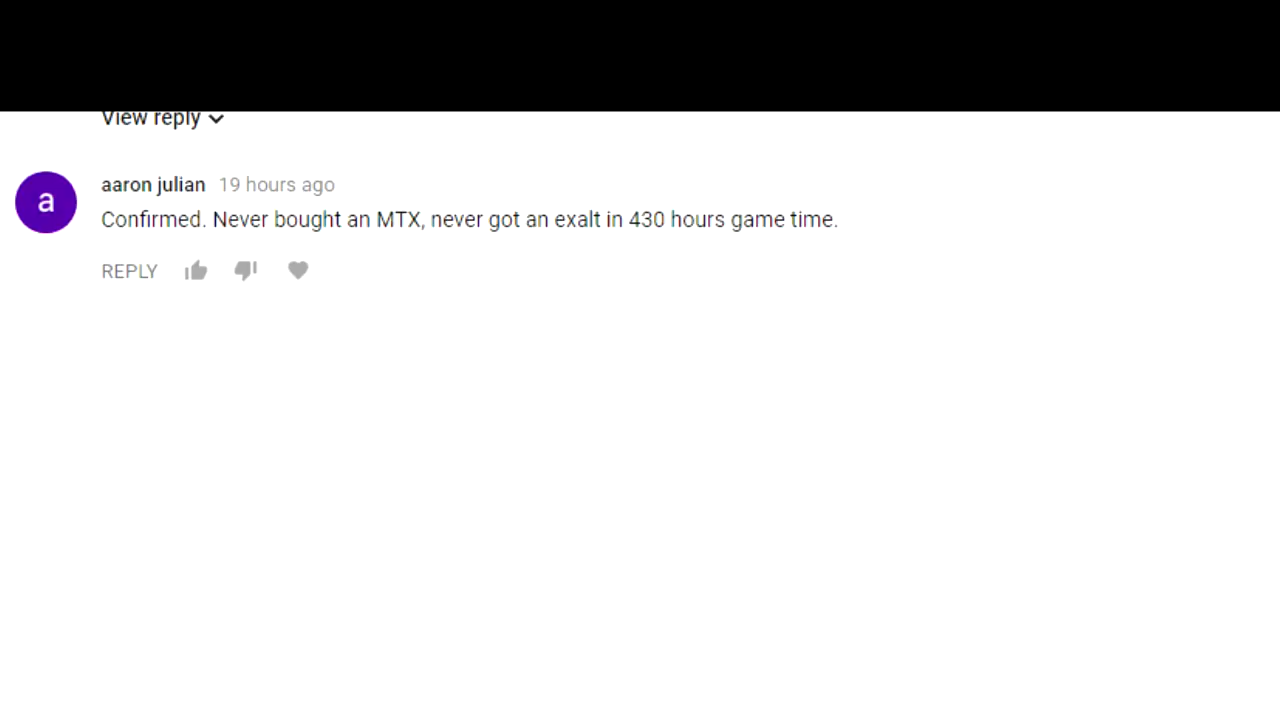 View reply
a
aaron julian 19 hours ago
Confirmed. Never bought an MTX, never got an exalt in 430 hours game time.
REPLY